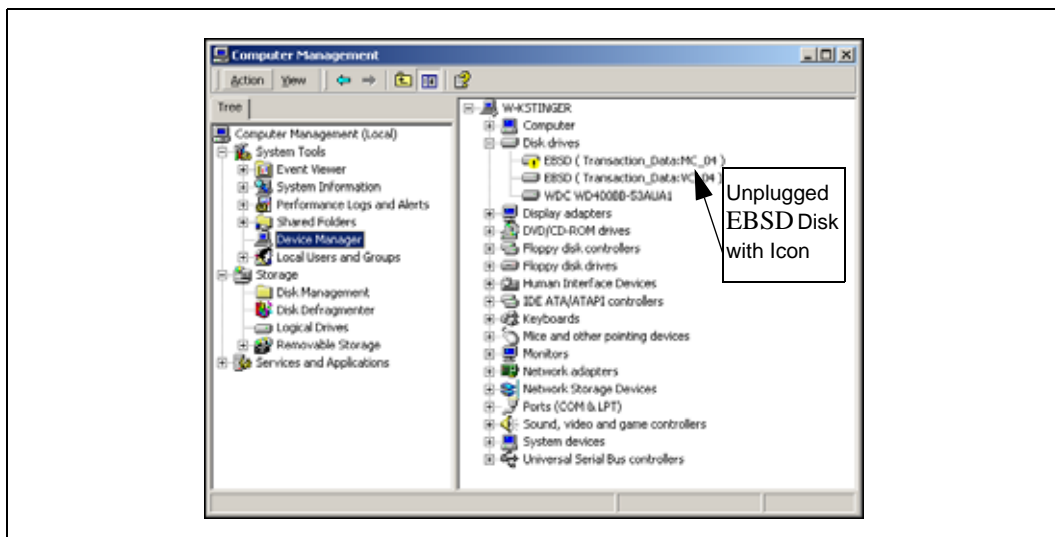 Computer Management
Action View
Tree
Computer Management (Local)
System Tools
Event Viewer
System Information
Performance Logs and Alerts
Shared Folders
Device Manager
Local Users and Groups
Storage
Disk Management
Disk Defragmenter
Logical Drives
Removable Storage
Services and Applications
W-KSTINGER
Computer
Disk drives
EBSD ( Transaction_Data:MC_04 )
EBSD ( Transaction_Data:VC_04 )
WDC WD400BB-53AUA1
Display adapters
DVD/CD-ROM drives
Floppy disk controllers
Floppy disk drives
Human Interface Devices
IDE ATA/ATAPI controllers
Keyboards
Mice and other pointing devices
Monitors
Network adapters
Network Storage Devices
Ports (COM & LPT)
Sound, video and game controllers
System devices
Universal Serial Bus controllers
Unplugged
EBSD Disk
with Icon